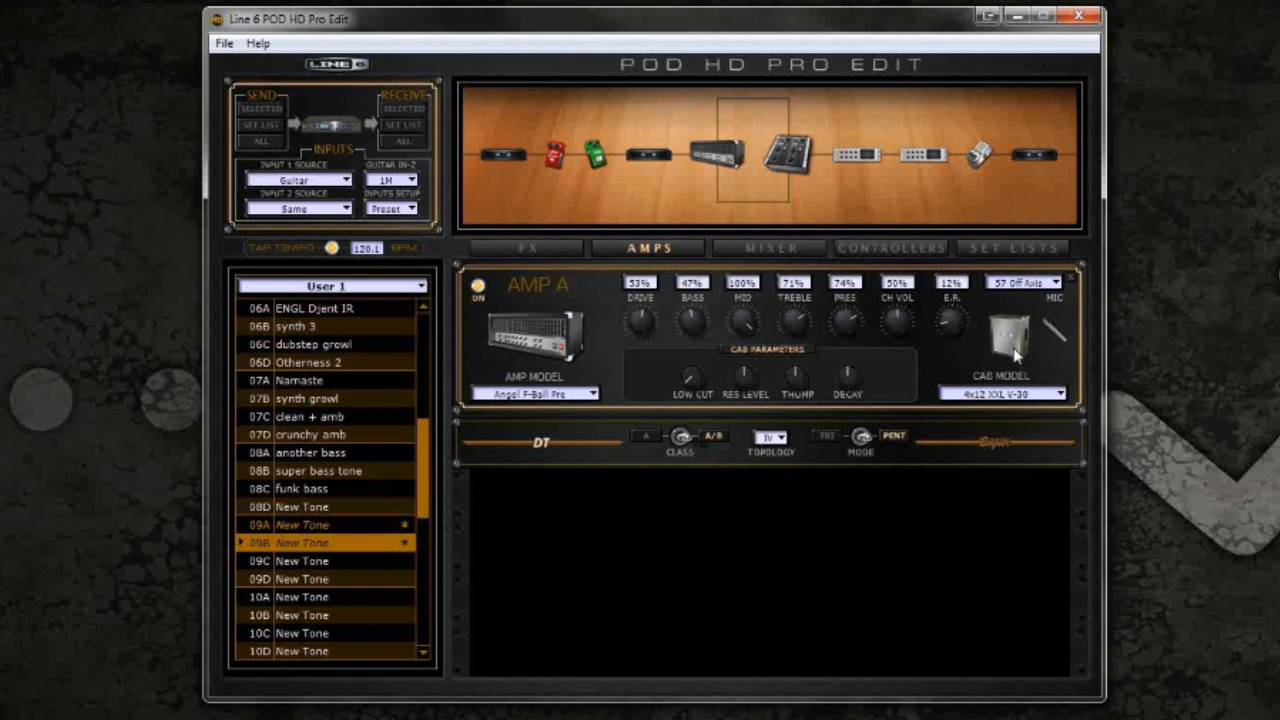 Line 6 POD HD Pro Edit
File Help
LINE 6
POD HD PRO EDIT
SEND RECEIVE
SELECTED SELECTED
SET LIST SET LIST
ALL ALL
INPUTS
INPUT 1 SOURCE GUITAR IN-Z
Guitar 1M
INPUT 2 SOURCE INPUTS SETUP
Same Preset
TAP TEMPO 120.1 BPM
FX AMPS MIXER CONTROLLERS SET LISTS
User 1
06A ENGL Djent IR
06B synth 3
06C dubstep growl
06D Otherness 2
07A Namaste
07B synth growl
07C clean + amb
07D crunchy amb
08A another bass
08B super bass tone
08C funk bass
08D New Tone
09A New Tone *
09B New Tone *
09C New Tone
09D New Tone
10A New Tone
10B New Tone
10C New Tone
10D New Tone
ON
AMP A
53% 47% 100% 71% 74% 50% 12% 57 Off Axis
DRIVE BASS MID TREBLE PRES CH VOL E.R. MIC
CAB PARAMETERS
AMP MODEL
Angel F-Ball Pre
LOW CUT RES LEVEL THUMP DECAY
CAB MODEL
4x12 XXL V-30
DT
A A/B
CLASS
IV
TOPOLOGY
TRI PENT
MODE